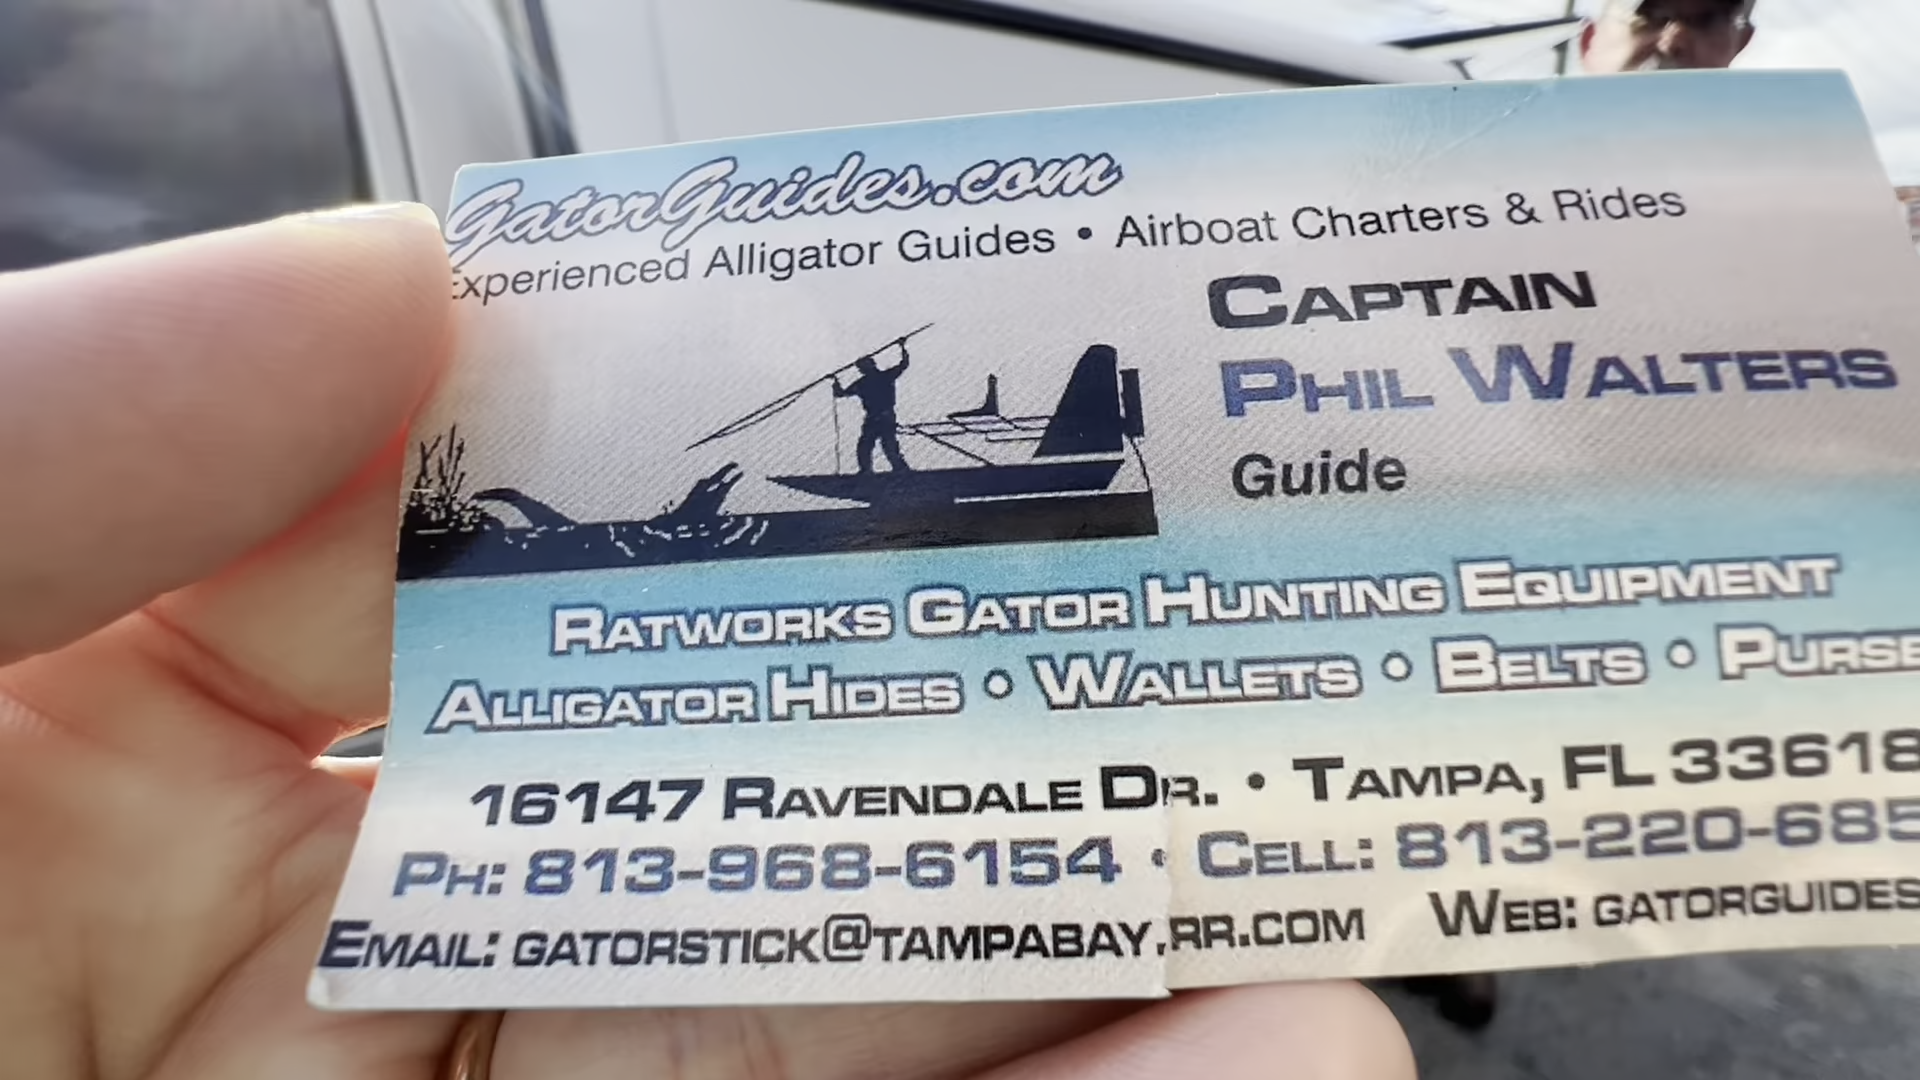 GatorGuides.com
Experienced Alligator Guides • Airboat Charters & Rides
CAPTAIN
PHIL WALTERS
Guide
RATWORKS GATOR HUNTING EQUIPMENT
ALLIGATOR HIDES • WALLETS • BELTS • PURSE
16147 RAVENDALE DR. • TAMPA, FL 33618
PH: 813-968-6154 • CELL: 813-220-685
EMAIL: GATORSTICK@TAMPABAY.RR.COM WEB: GATORGUIDES